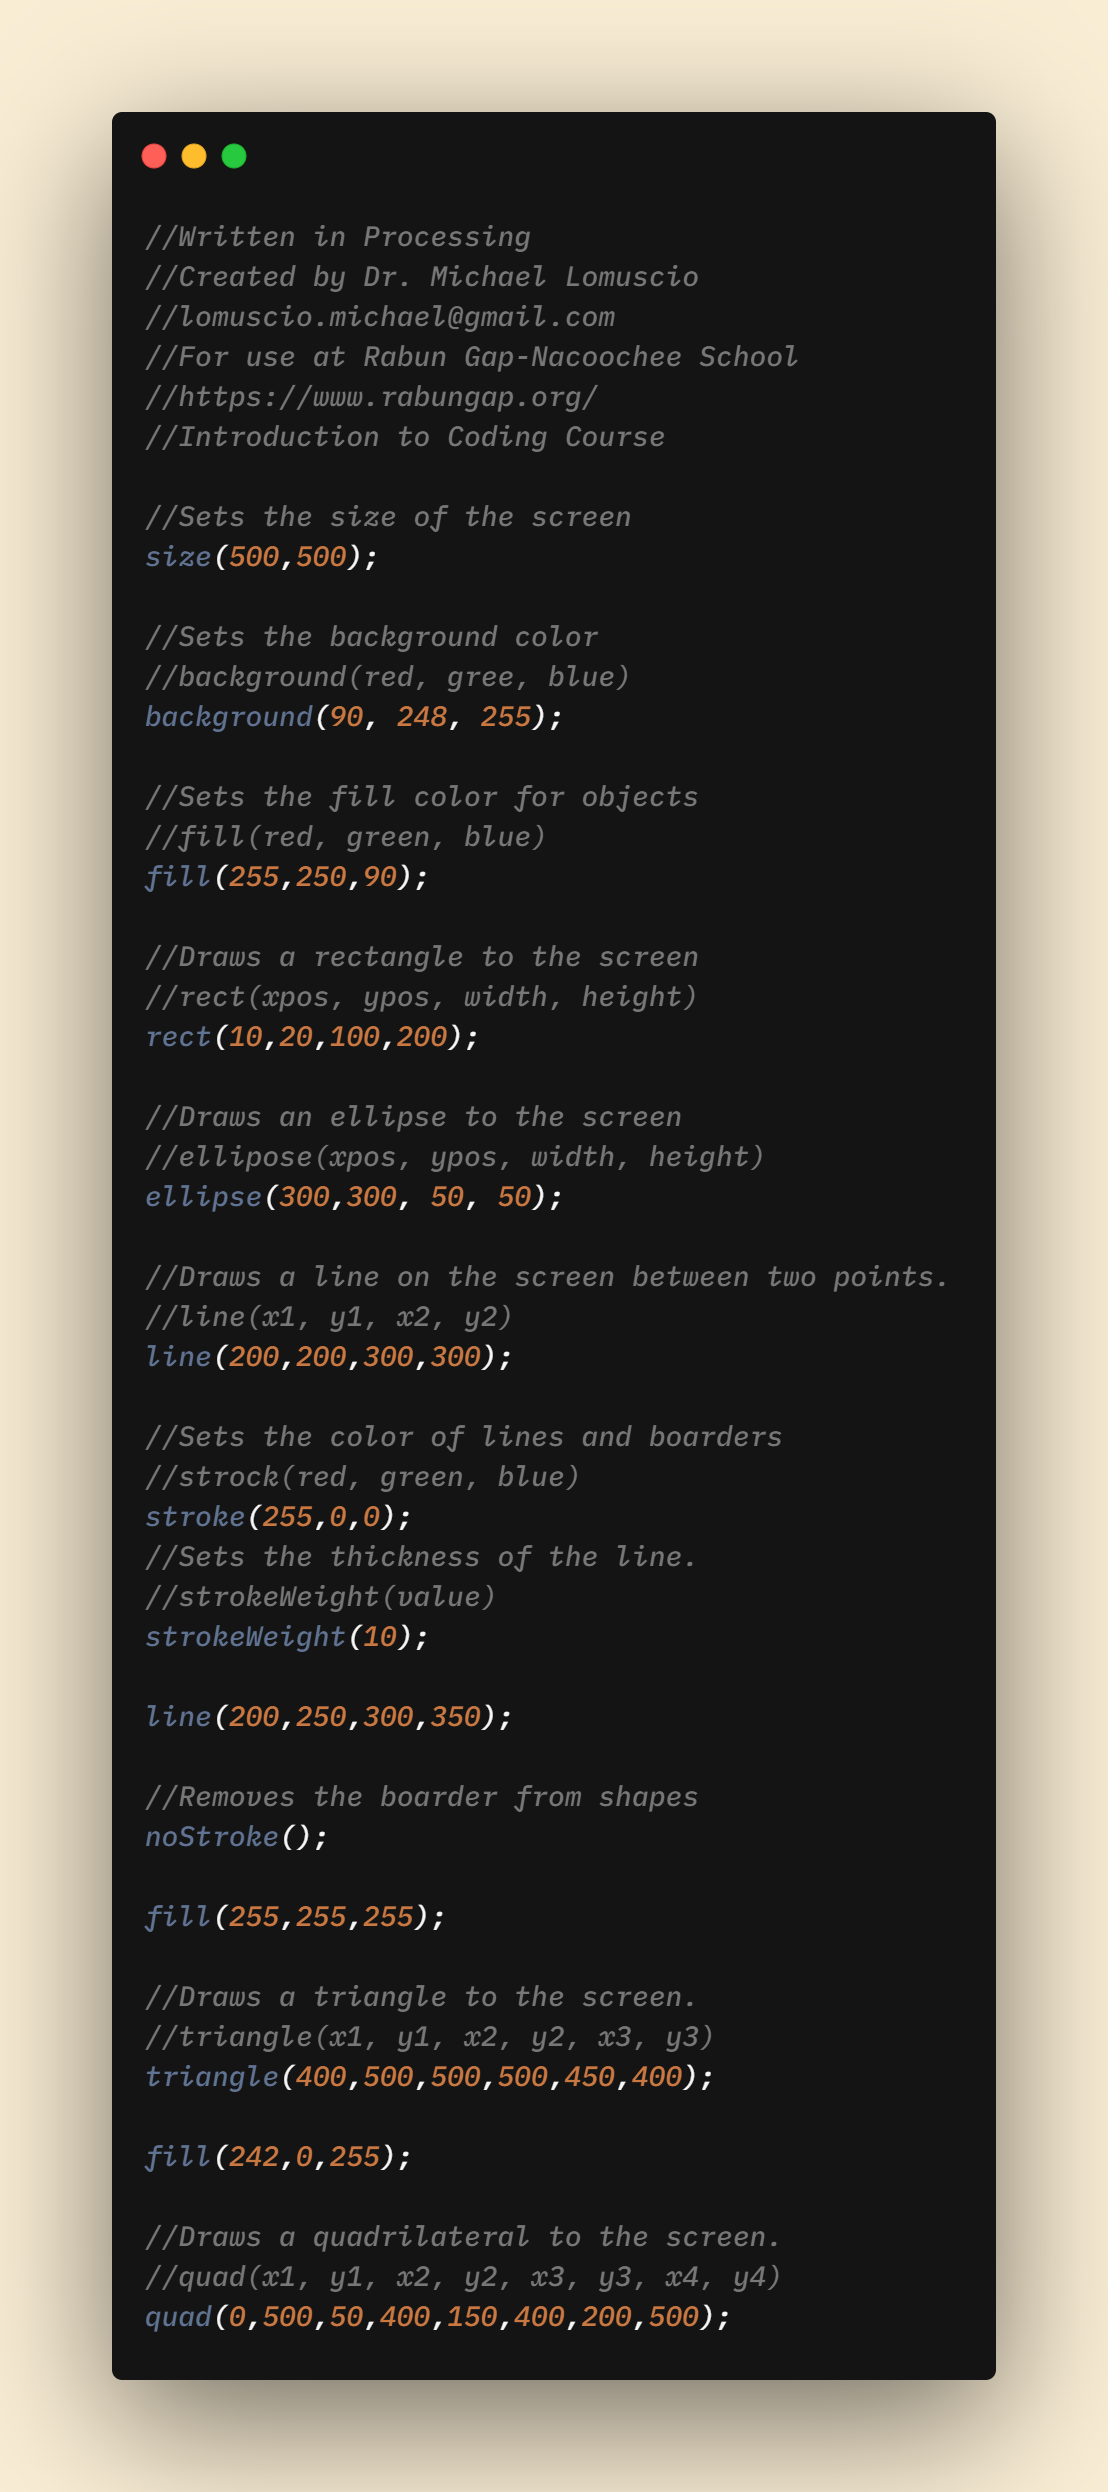 //Written in Processing
//Created by Dr. Michael Lomuscio
//lomuscio.michael@gmail.com
//For use at Rabun Gap-Nacoochee School
//https://www.rabungap.org/
//Introduction to Coding Course

//Sets the size of the screen
size(500,500);

//Sets the background color
//background(red, gree, blue)
background(90, 248, 255);

//Sets the fill color for objects
//fill(red, green, blue)
fill(255,250,90);

//Draws a rectangle to the screen
//rect(xpos, ypos, width, height)
rect(10,20,100,200);

//Draws an ellipse to the screen
//ellipose(xpos, ypos, width, height)
ellipse(300,300, 50, 50);

//Draws a line on the screen between two points.
//line(x1, y1, x2, y2)
line(200,200,300,300);

//Sets the color of lines and boarders
//strock(red, green, blue)
stroke(255,0,0);
//Sets the thickness of the line.
//strokeWeight(value)
strokeWeight(10);

line(200,250,300,350);

//Removes the boarder from shapes
noStroke();

fill(255,255,255);

//Draws a triangle to the screen.
//triangle(x1, y1, x2, y2, x3, y3)
triangle(400,500,500,500,450,400);

fill(242,0,255);

//Draws a quadrilateral to the screen.
//quad(x1, y1, x2, y2, x3, y3, x4, y4)
quad(0,500,50,400,150,400,200,500);